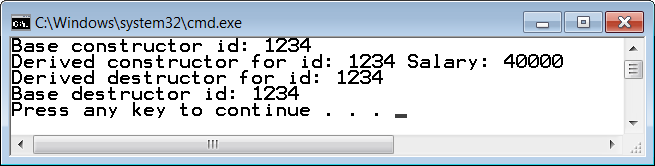 C:\Windows\system32\cmd.exe
Base constructor id: 1234
Derived constructor for id: 1234 Salary: 40000
Derived destructor for id: 1234
Base destructor id: 1234
Press any key to continue . . .